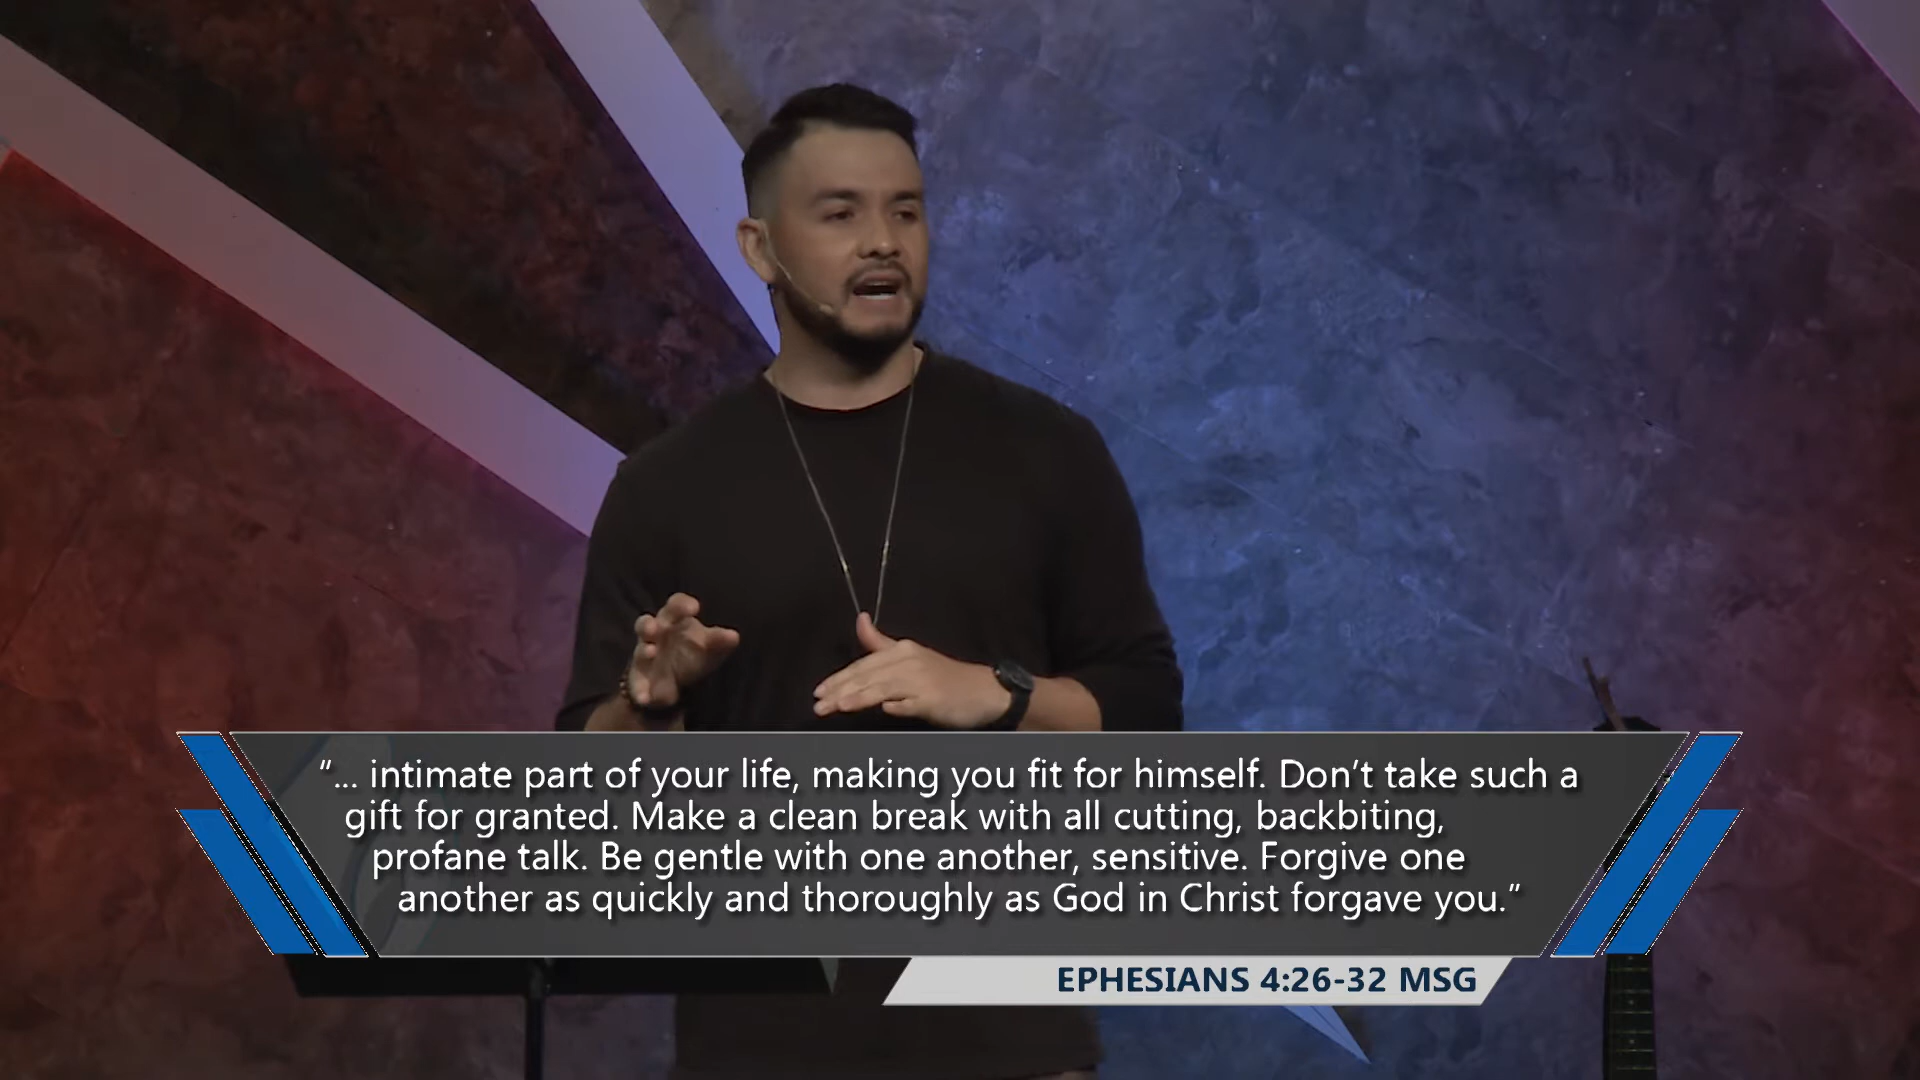 “... intimate part of your life, making you fit for himself. Don’t take such a
gift for granted. Make a clean break with all cutting, backbiting,
profane talk. Be gentle with one another, sensitive. Forgive one
another as quickly and thoroughly as God in Christ forgave you.”
EPHESIANS 4:26-32 MSG